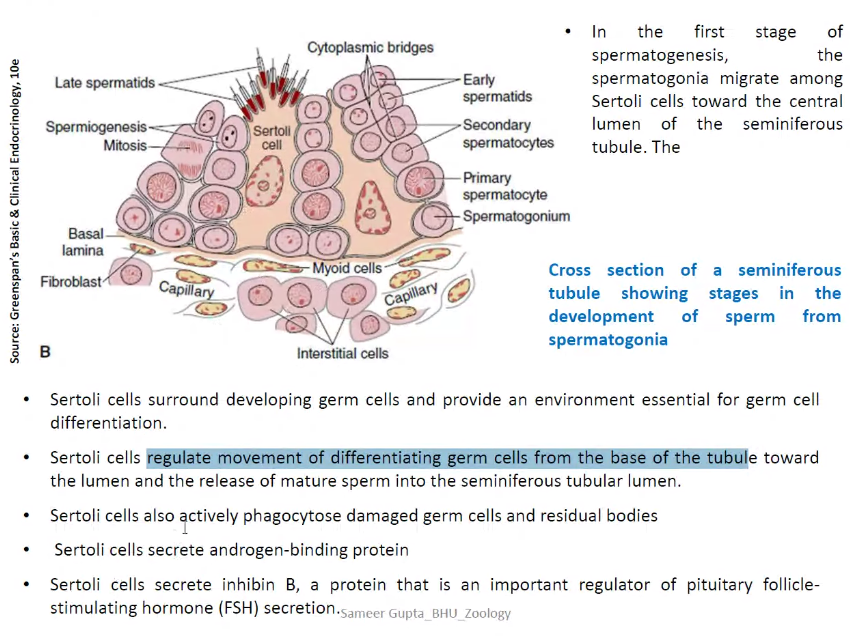 Source: Greenspan's Basic & Clinical Endocrinology, 10e
Cytoplasmic bridges
Late spermatids
Early
spermatids
Spermiogenesis
Mitosis
Sertoli
cell
Secondary
spermatocytes
Primary
spermatocyte
Spermatogonium
Basal
lamina
Fibroblast
Myoid cells
Capillary
Capillary
B
Interstitial cells
• In the first stage of
spermatogenesis, the
spermatogonia migrate among
Sertoli cells toward the central
lumen of the seminiferous
tubule. The
Cross section of a seminiferous
tubule showing stages in the
development of sperm from
spermatogonia
• Sertoli cells surround developing germ cells and provide an environment essential for germ cell
differentiation.
• Sertoli cells regulate movement of differentiating germ cells from the base of the tubule toward
the lumen and the release of mature sperm into the seminiferous tubular lumen.
• Sertoli cells also actively phagocytose damaged germ cells and residual bodies
• Sertoli cells secrete androgen-binding protein
• Sertoli cells secrete inhibin B, a protein that is an important regulator of pituitary follicle-
stimulating hormone (FSH) secretion.
Sameer Gupta_BHU_Zoology